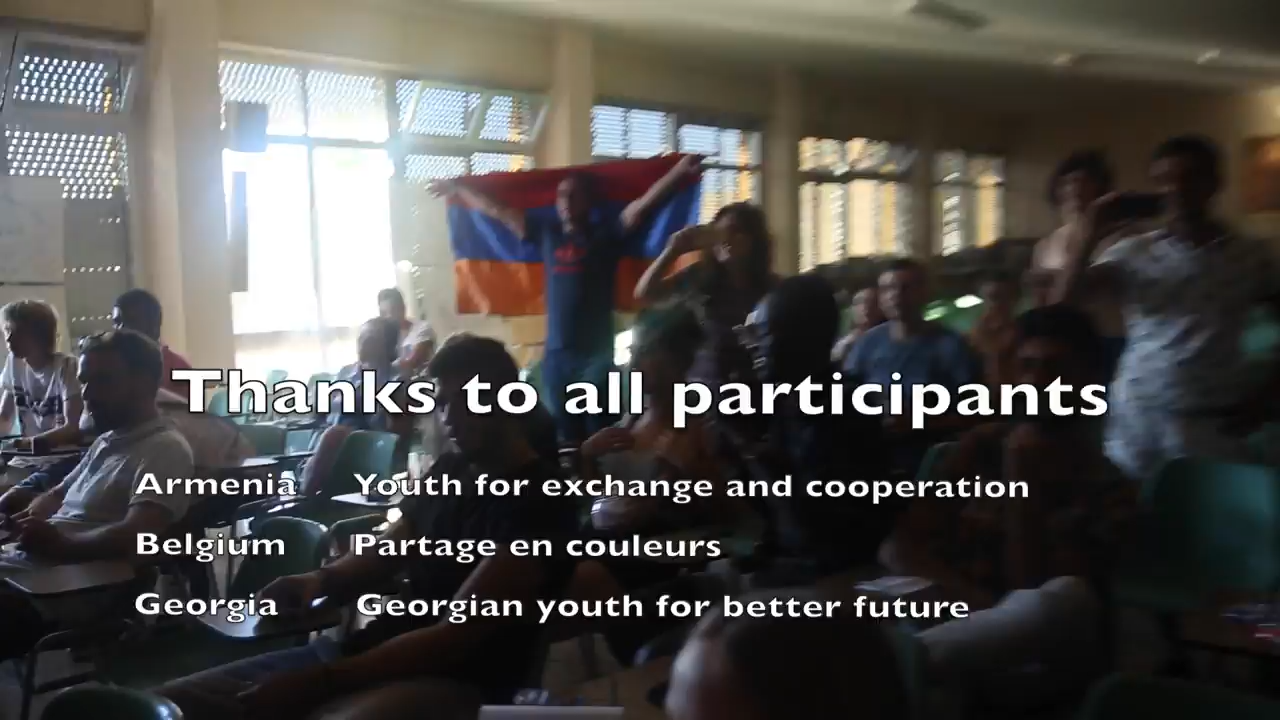 Thanks to all participants
Armenia Youth for exchange and cooperation
Belgium Partage en couleurs
Georgia Georgian youth for better future